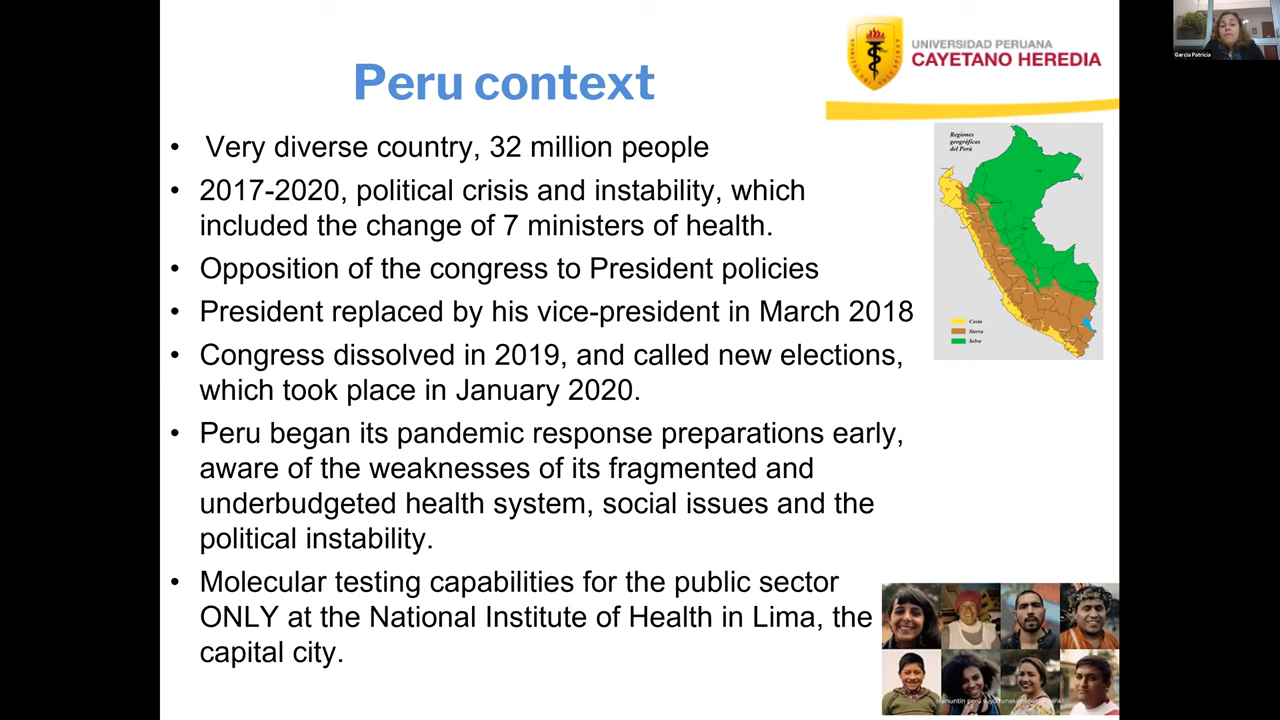 Peru context
UNIVERSIDAD PERUANA
CAYETANO HEREDIA
Garcia Patricia
• Very diverse country, 32 million people
• 2017-2020, political crisis and instability, which
included the change of 7 ministers of health.
• Opposition of the congress to President policies
• President replaced by his vice-president in March 2018
• Congress dissolved in 2019, and called new elections,
which took place in January 2020.
• Peru began its pandemic response preparations early,
aware of the weaknesses of its fragmented and
underbudgeted health system, social issues and the
political instability.
• Molecular testing capabilities for the public sector
ONLY at the National Institute of Health in Lima, the
capital city.
Regiones
geográficas
del Perú
Costa
Sierra
Selva